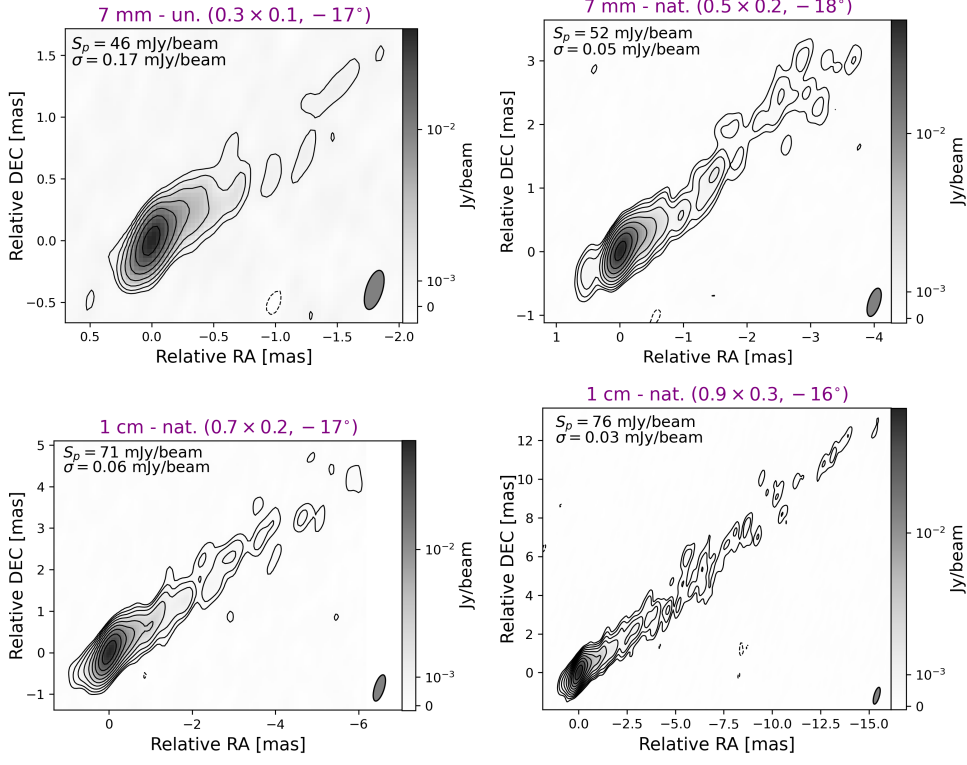 7 mm - un. (0.3 × 0.1, −17°)
S_p = 46 mJy/beam
σ = 0.17 mJy/beam
Relative DEC [mas]
1.5
1.0
0.5
0.0
−0.5
0.5
0.0
−0.5
−1.0
−1.5
−2.0
Relative RA [mas]
10⁻²
10⁻³
0
Jy/beam
7 mm - nat. (0.5 × 0.2, −18°)
S_p = 52 mJy/beam
σ = 0.05 mJy/beam
Relative DEC [mas]
3
2
1
0
−1
1
0
−1
−2
−3
−4
Relative RA [mas]
10⁻²
10⁻³
0
Jy/beam
1 cm - nat. (0.7 × 0.2, −17°)
S_p = 71 mJy/beam
σ = 0.06 mJy/beam
Relative DEC [mas]
5
4
3
2
1
0
−1
0
−2
−4
−6
Relative RA [mas]
10⁻²
10⁻³
0
Jy/beam
1 cm - nat. (0.9 × 0.3, −16°)
S_p = 76 mJy/beam
σ = 0.03 mJy/beam
Relative DEC [mas]
12
10
8
6
4
2
0
0.0
−2.5
−5.0
−7.5
−10.0
−12.5
−15.0
Relative RA [mas]
10⁻²
10⁻³
0
Jy/beam